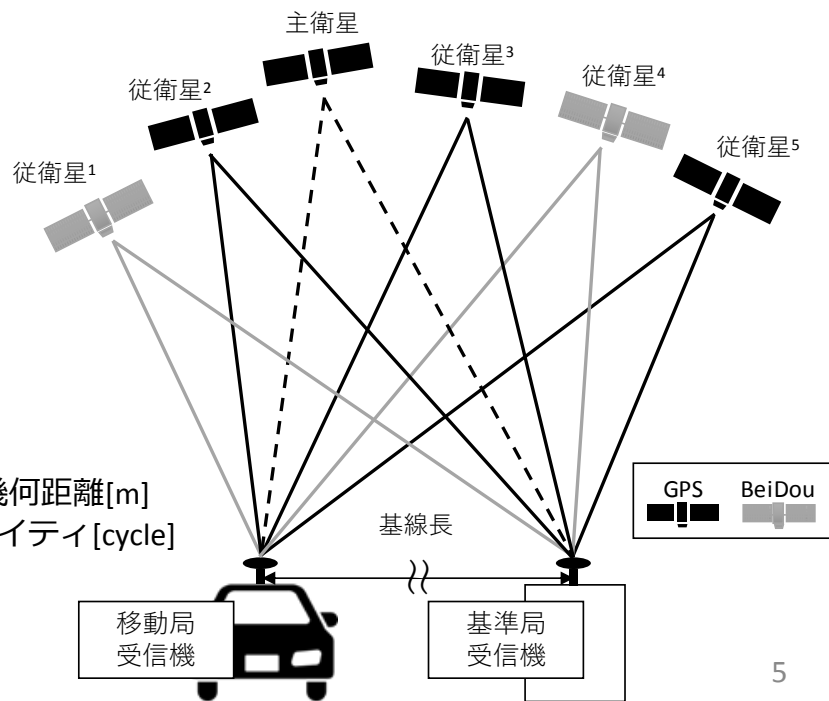 主衛星
従衛星³
従衛星²
従衛星⁴
従衛星⁵
従衛星¹
何距離[m]
イティ[cycle]
GPS BeiDou
基線長
移動局
受信機
基準局
受信機
5